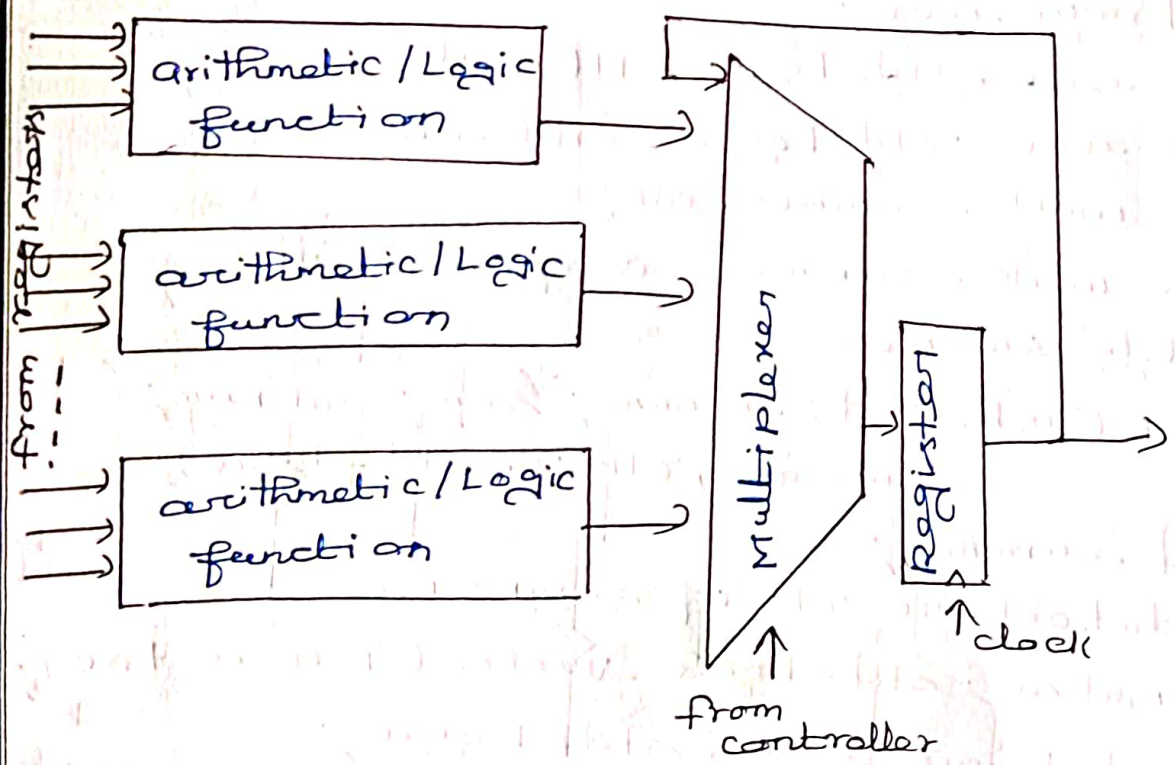 arithmetic / Logic
function
from registers
arithmetic / Logic
function
arithmetic / Logic
function
Multiplexer
Register
clock
from
controller